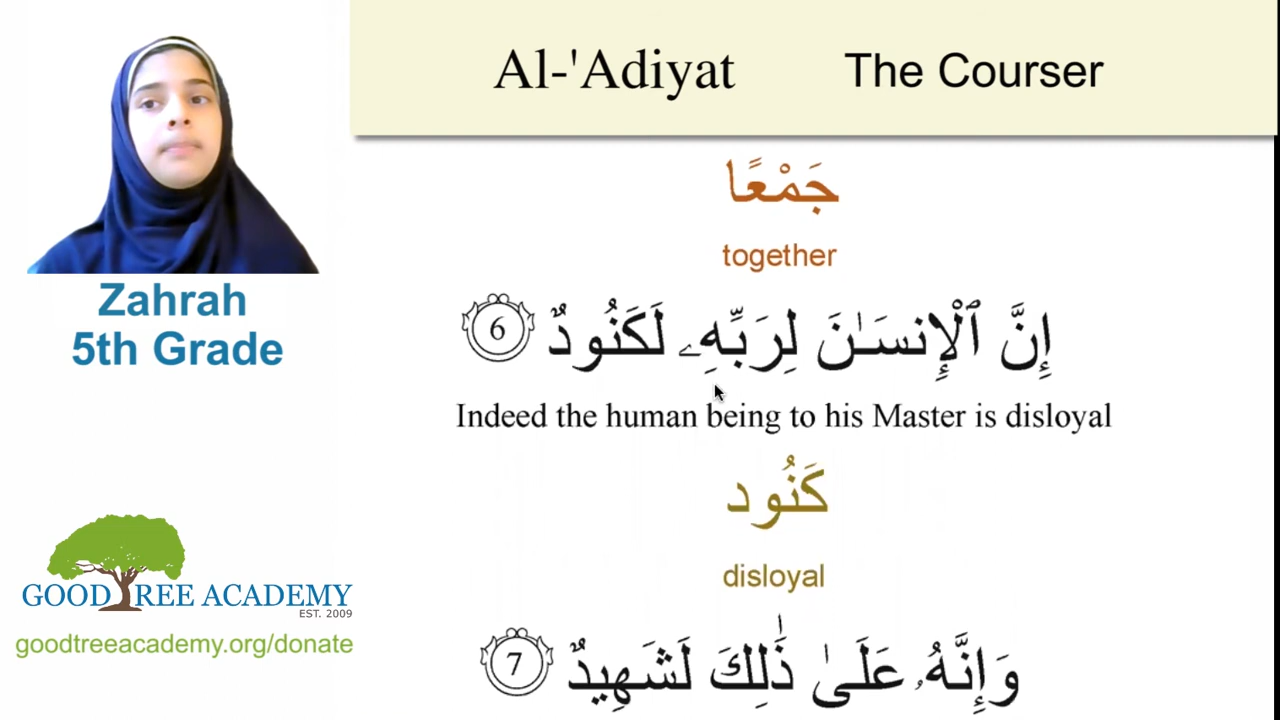 Al-'Adiyat The Courser
جَمْعًا
together
إِنَّ ٱلْإِنسَـٰنَ لِرَبِّهِۦ لَكَنُودٌ 6
Indeed the human being to his Master is disloyal
كَنُود
disloyal
وَإِنَّهُۥ عَلَىٰ ذَٰلِكَ لَشَهِيدٌ 7
Zahrah
5th Grade
GOOD TREE ACADEMY
EST. 2009
goodtreeacademy.org/donate